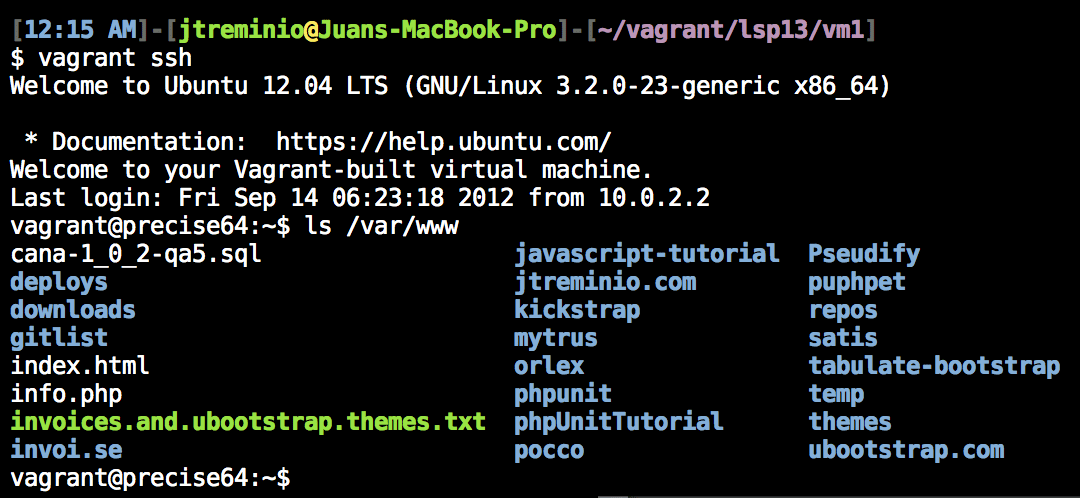 [12:15 AM]-[jtreminio@Juans-MacBook-Pro]-[~/vagrant/lsp13/vm1]
$ vagrant ssh
Welcome to Ubuntu 12.04 LTS (GNU/Linux 3.2.0-23-generic x86_64)
 * Documentation:  https://help.ubuntu.com/
Welcome to your Vagrant-built virtual machine.
Last login: Fri Sep 14 06:23:18 2012 from 10.0.2.2
vagrant@precise64:~$ ls /var/www
cana-1_0_2-qa5.sql                 javascript-tutorial  Pseudify
deploys                            jtreminio.com        puphpet
downloads                          kickstrap            repos
gitlist                            mytrus               satis
index.html                         orlex                tabulate-bootstrap
info.php                           phpunit              temp
invoices.and.ubootstrap.themes.txt  phpUnitTutorial      themes
invoi.se                           pocco                ubootstrap.com
vagrant@precise64:~$